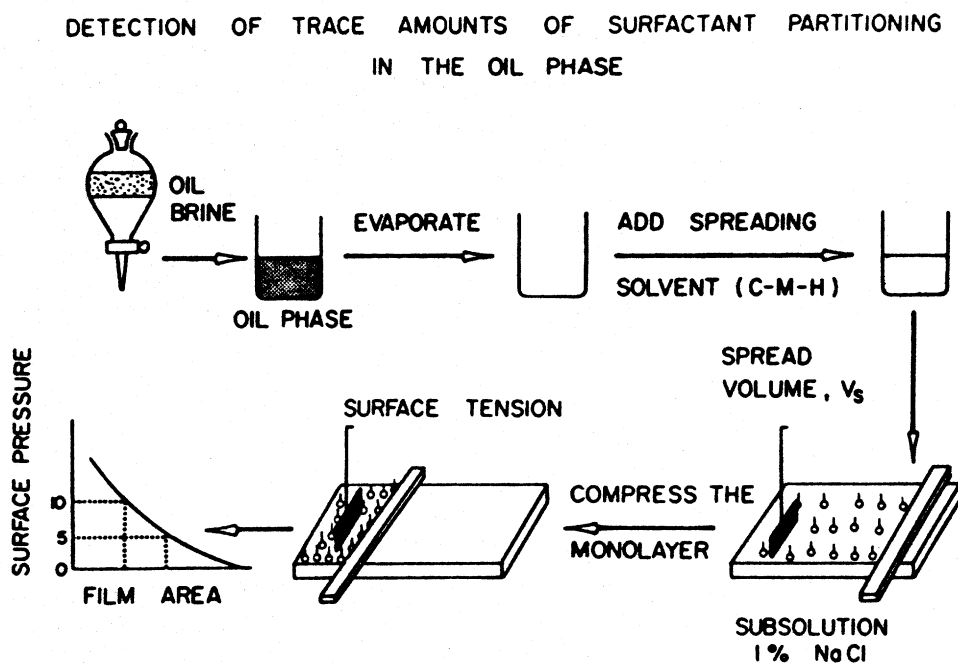 DETECTION OF TRACE AMOUNTS OF SURFACTANT PARTITIONING
IN THE OIL PHASE
OIL
BRINE
OIL PHASE
EVAPORATE
ADD SPREADING
SOLVENT (C-M-H)
SPREAD
VOLUME, Vs
SUBSOLUTION
1% NaCl
COMPRESS THE
MONOLAYER
SURFACE TENSION
SURFACE PRESSURE
10
5
0
FILM AREA